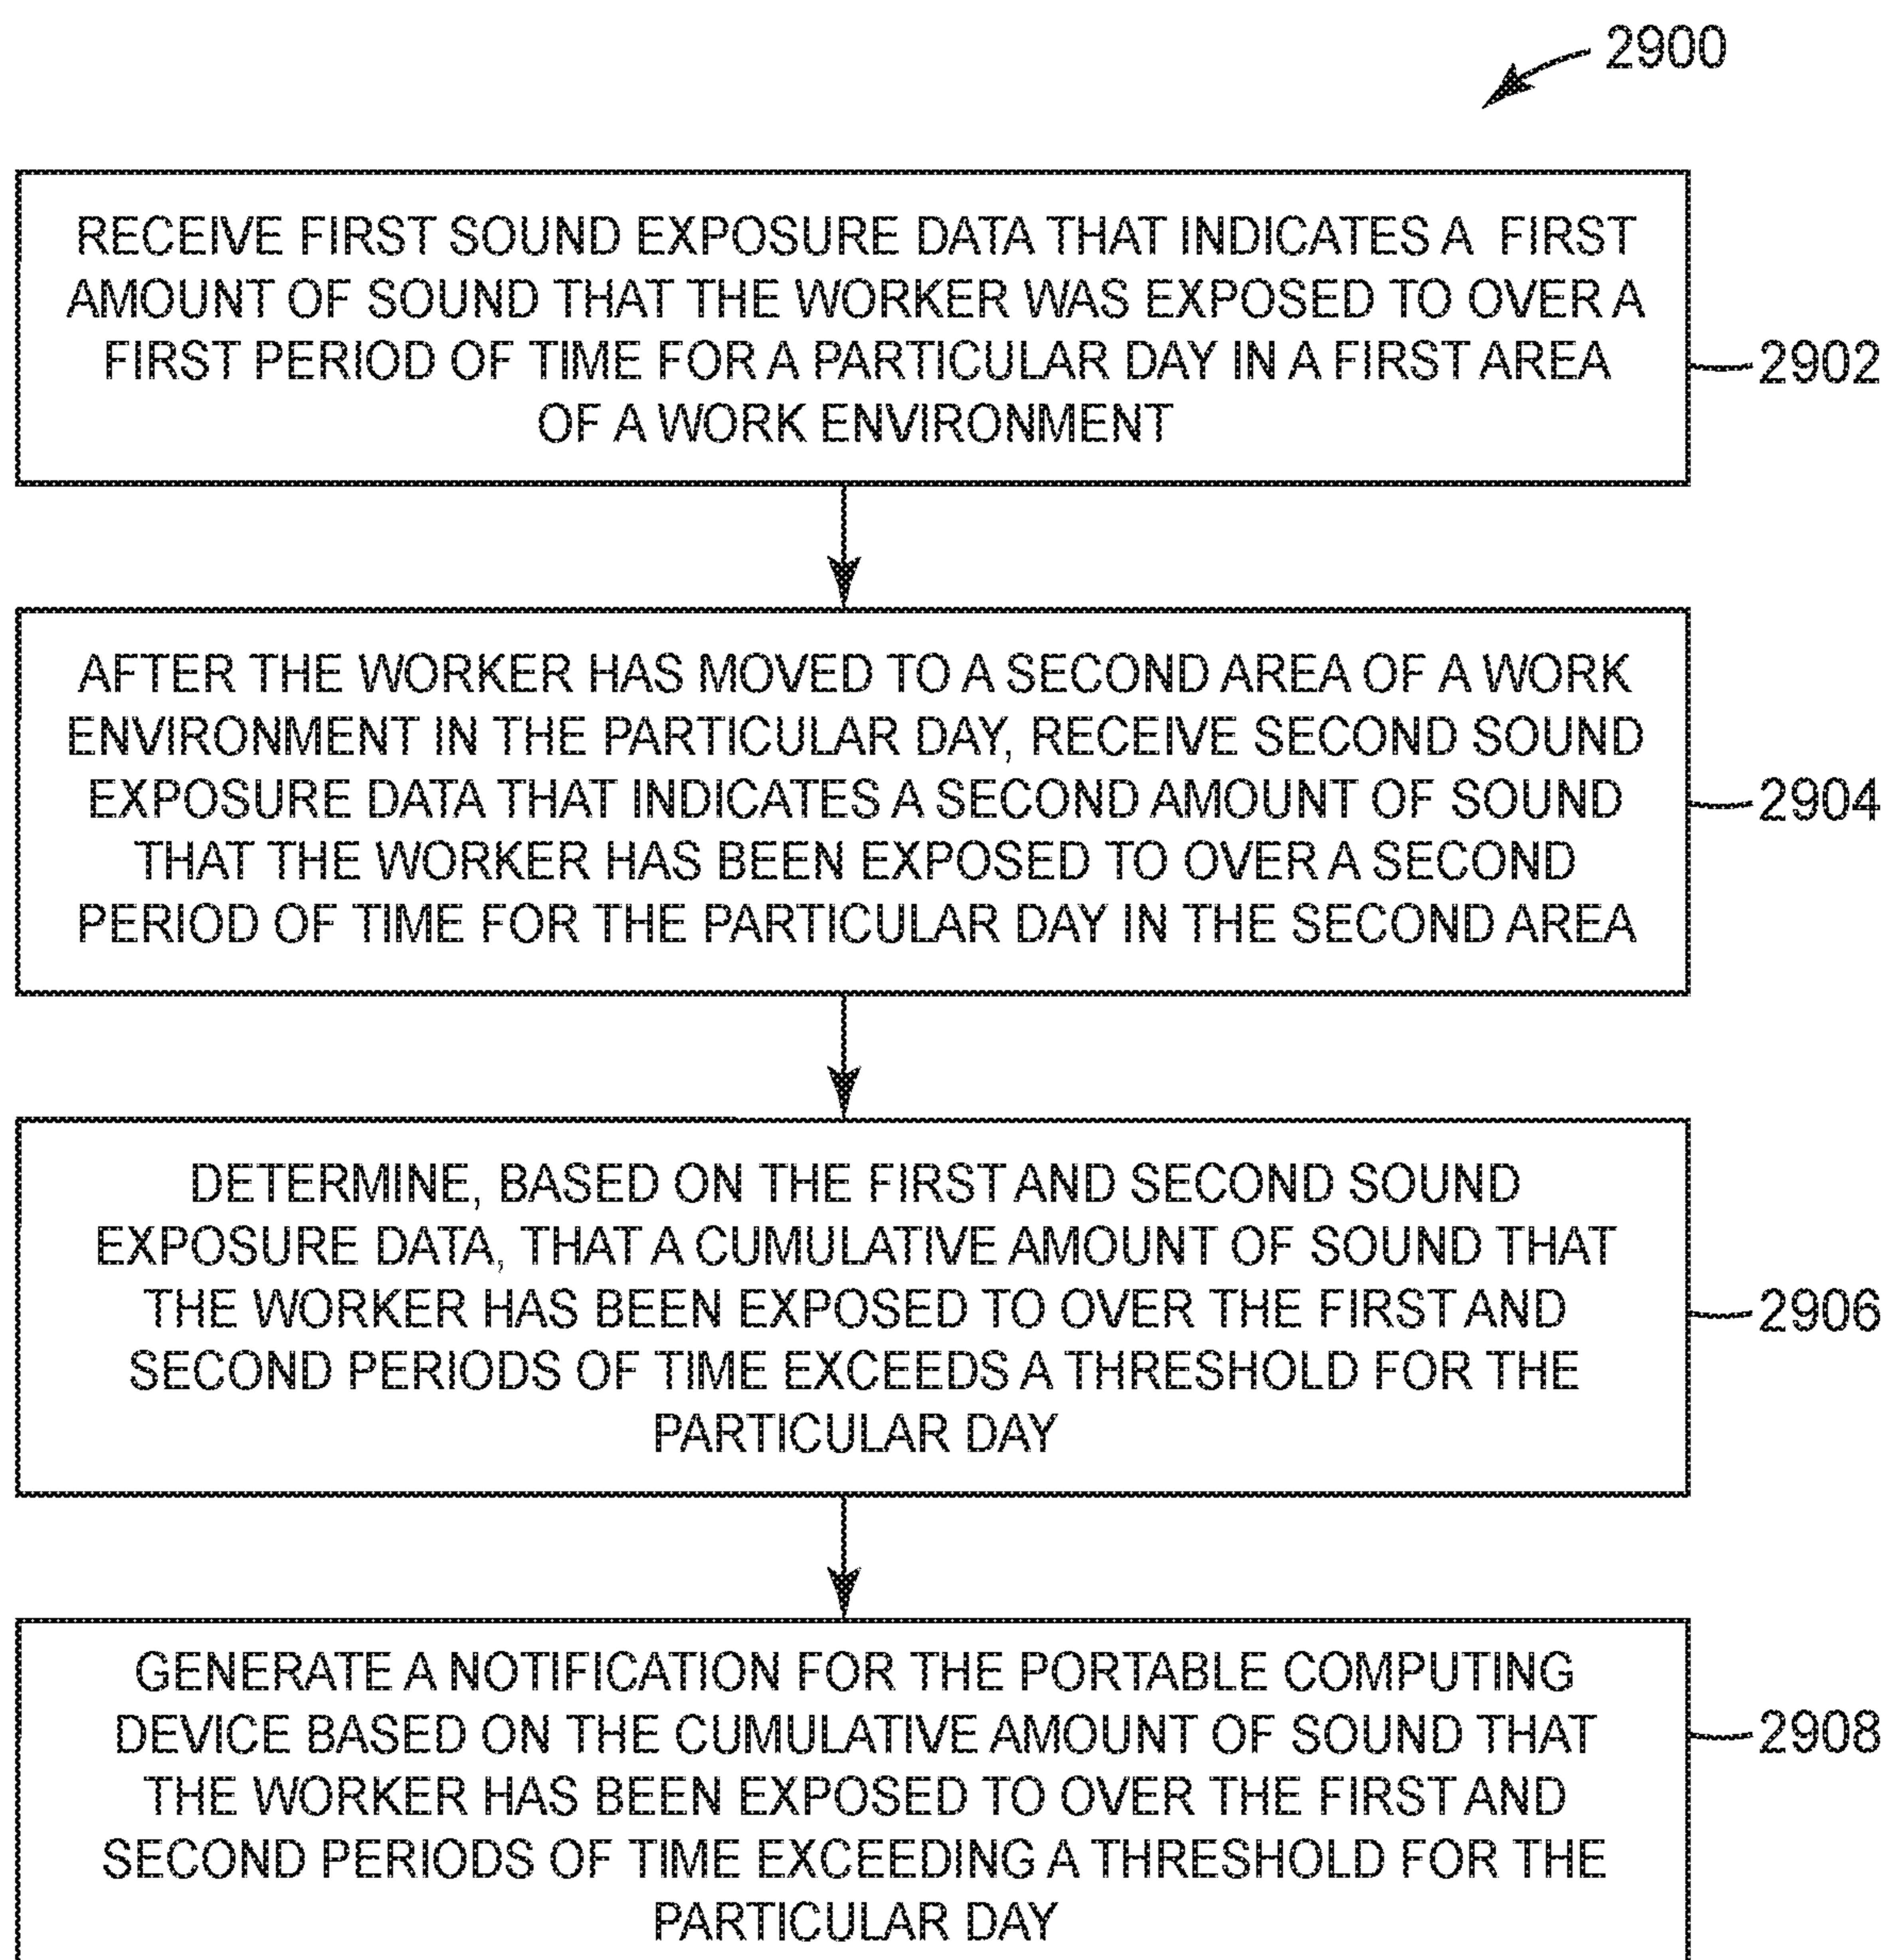 2900
RECEIVE FIRST SOUND EXPOSURE DATA THAT INDICATES A FIRST
AMOUNT OF SOUND THAT THE WORKER WAS EXPOSED TO OVER A
FIRST PERIOD OF TIME FOR A PARTICULAR DAY IN A FIRST AREA
OF A WORK ENVIRONMENT
2902
AFTER THE WORKER HAS MOVED TO A SECOND AREA OF A WORK
ENVIRONMENT IN THE PARTICULAR DAY, RECEIVE SECOND SOUND
EXPOSURE DATA THAT INDICATES A SECOND AMOUNT OF SOUND
THAT THE WORKER HAS BEEN EXPOSED TO OVER A SECOND
PERIOD OF TIME FOR THE PARTICULAR DAY IN THE SECOND AREA
2904
DETERMINE, BASED ON THE FIRST AND SECOND SOUND
EXPOSURE DATA, THAT A CUMULATIVE AMOUNT OF SOUND THAT
THE WORKER HAS BEEN EXPOSED TO OVER THE FIRST AND
SECOND PERIODS OF TIME EXCEEDS A THRESHOLD FOR THE
PARTICULAR DAY
2906
GENERATE A NOTIFICATION FOR THE PORTABLE COMPUTING
DEVICE BASED ON THE CUMULATIVE AMOUNT OF SOUND THAT
THE WORKER HAS BEEN EXPOSED TO OVER THE FIRST AND
SECOND PERIODS OF TIME EXCEEDING A THRESHOLD FOR THE
PARTICULAR DAY
2908